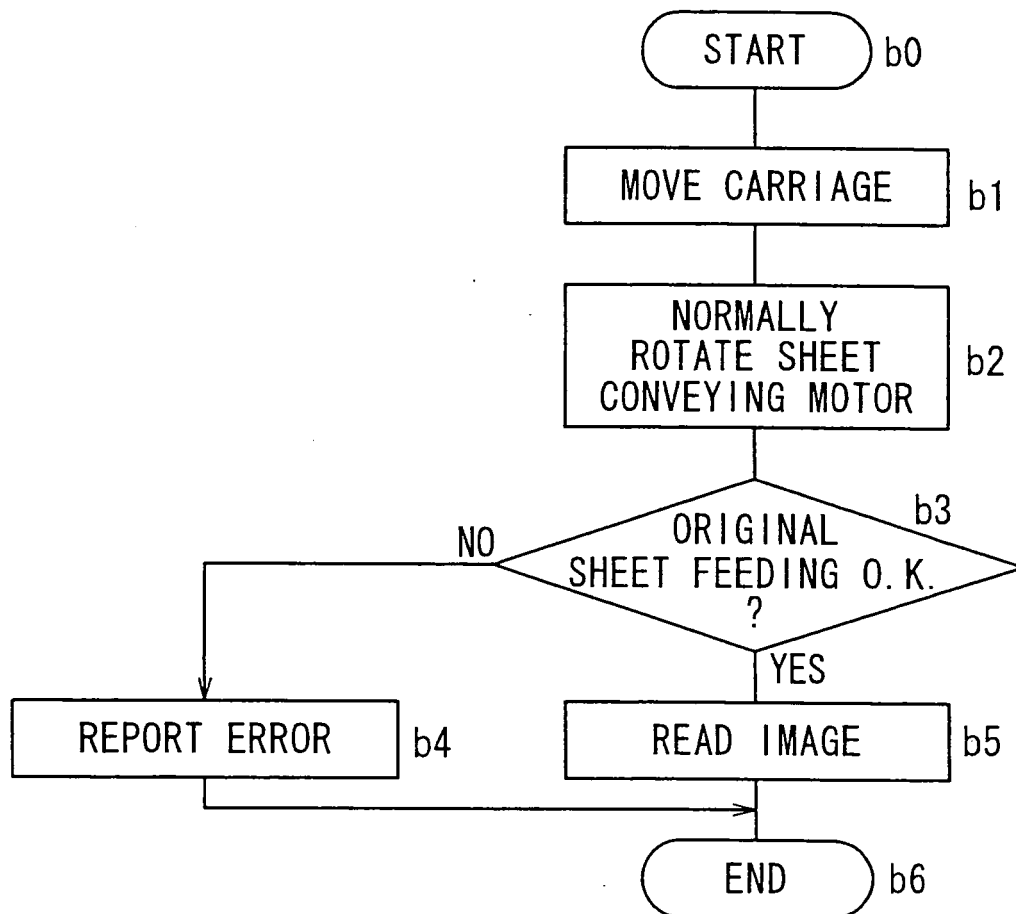 START b0
MOVE CARRIAGE b1
NORMALLY
ROTATE SHEET b2
CONVEYING MOTOR
b3
ORIGINAL
NO
SHEET FEEDING O.K.
?
YES
REPORT ERROR b4
READ IMAGE b5
END b6